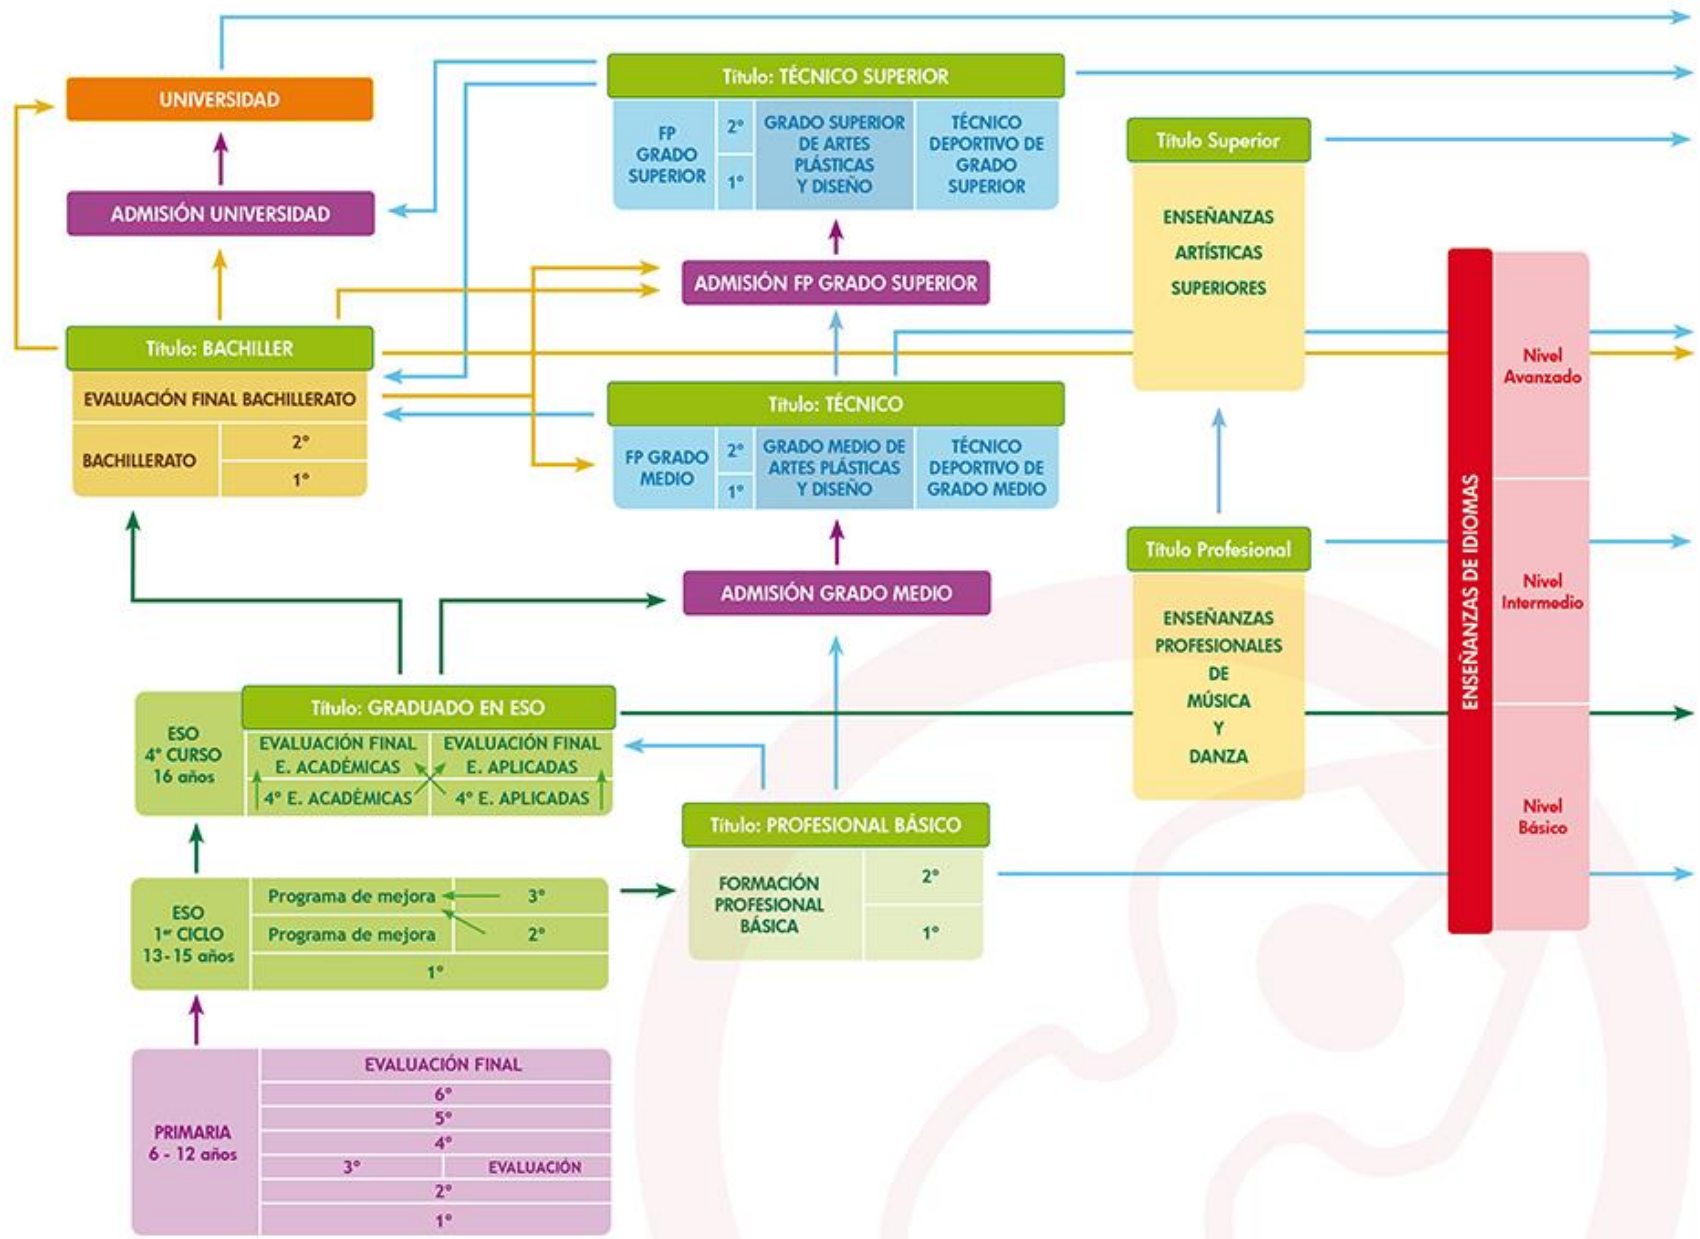 UNIVERSIDAD
ADMISIÓN UNIVERSIDAD
Título: BACHILLER
EVALUACIÓN FINAL BACHILLERATO
BACHILLERATO
2º
1º
Título: TÉCNICO SUPERIOR
FP
GRADO
SUPERIOR
2º
1º
GRADO SUPERIOR
DE ARTES
PLÁSTICAS
Y DISEÑO
TÉCNICO
DEPORTIVO DE
GRADO
SUPERIOR
ADMISIÓN FP GRADO SUPERIOR
Título: TÉCNICO
FP GRADO
MEDIO
2º
1º
GRADO MEDIO DE
ARTES PLÁSTICAS
Y DISEÑO
TÉCNICO
DEPORTIVO DE
GRADO MEDIO
ADMISIÓN GRADO MEDIO
Título Superior
ENSEÑANZAS
ARTÍSTICAS
SUPERIORES
Título Profesional
ENSEÑANZAS
PROFESIONALES
DE
MÚSICA
Y
DANZA
ENSEÑANZAS DE IDIOMAS
Nivel
Avanzado
Nivel
Intermedio
Nivel
Básico
ESO
4º CURSO
16 años
Título: GRADUADO EN ESO
EVALUACIÓN FINAL
E. ACADÉMICAS
EVALUACIÓN FINAL
E. APLICADAS
4º E. ACADÉMICAS
4º E. APLICADAS
Título: PROFESIONAL BÁSICO
FORMACIÓN
PROFESIONAL
BÁSICA
2º
1º
ESO
1er CICLO
13-15 años
Programa de mejora
3º
Programa de mejora
2º
1º
PRIMARIA
6 - 12 años
EVALUACIÓN FINAL
6º
5º
4º
3º
EVALUACIÓN
2º
1º